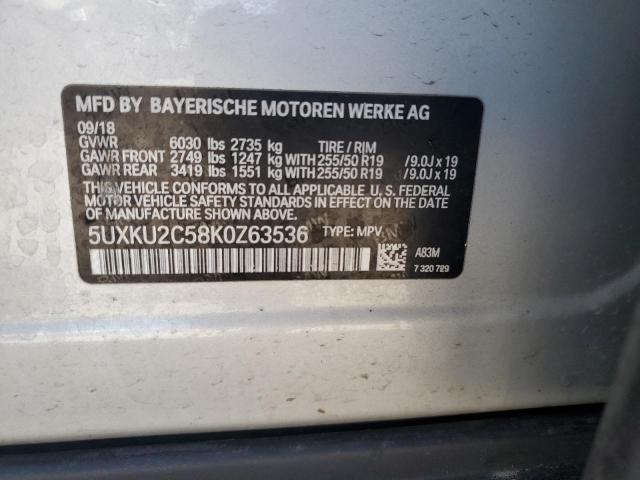 MFD BY BAYERISCHE MOTOREN WERKE AG
09/18
GVWR 6030 lbs 2735 kg TIRE / RIM
GAWR FRONT 2749 lbs 1247 kg WITH 255/50 R19 /9.0J x 19
GAWR REAR 3419 lbs 1551 kg WITH 255/50 R19 /9.0J x 19
THIS VEHICLE CONFORMS TO ALL APPLICABLE U. S. FEDERAL
MOTOR VEHICLE SAFETY STANDARDS IN EFFECT ON THE
DATE OF MANUFACTURE SHOWN ABOVE.
5UXKU2C58K0Z63536 TYPE: MPV
A83M
7 320 729